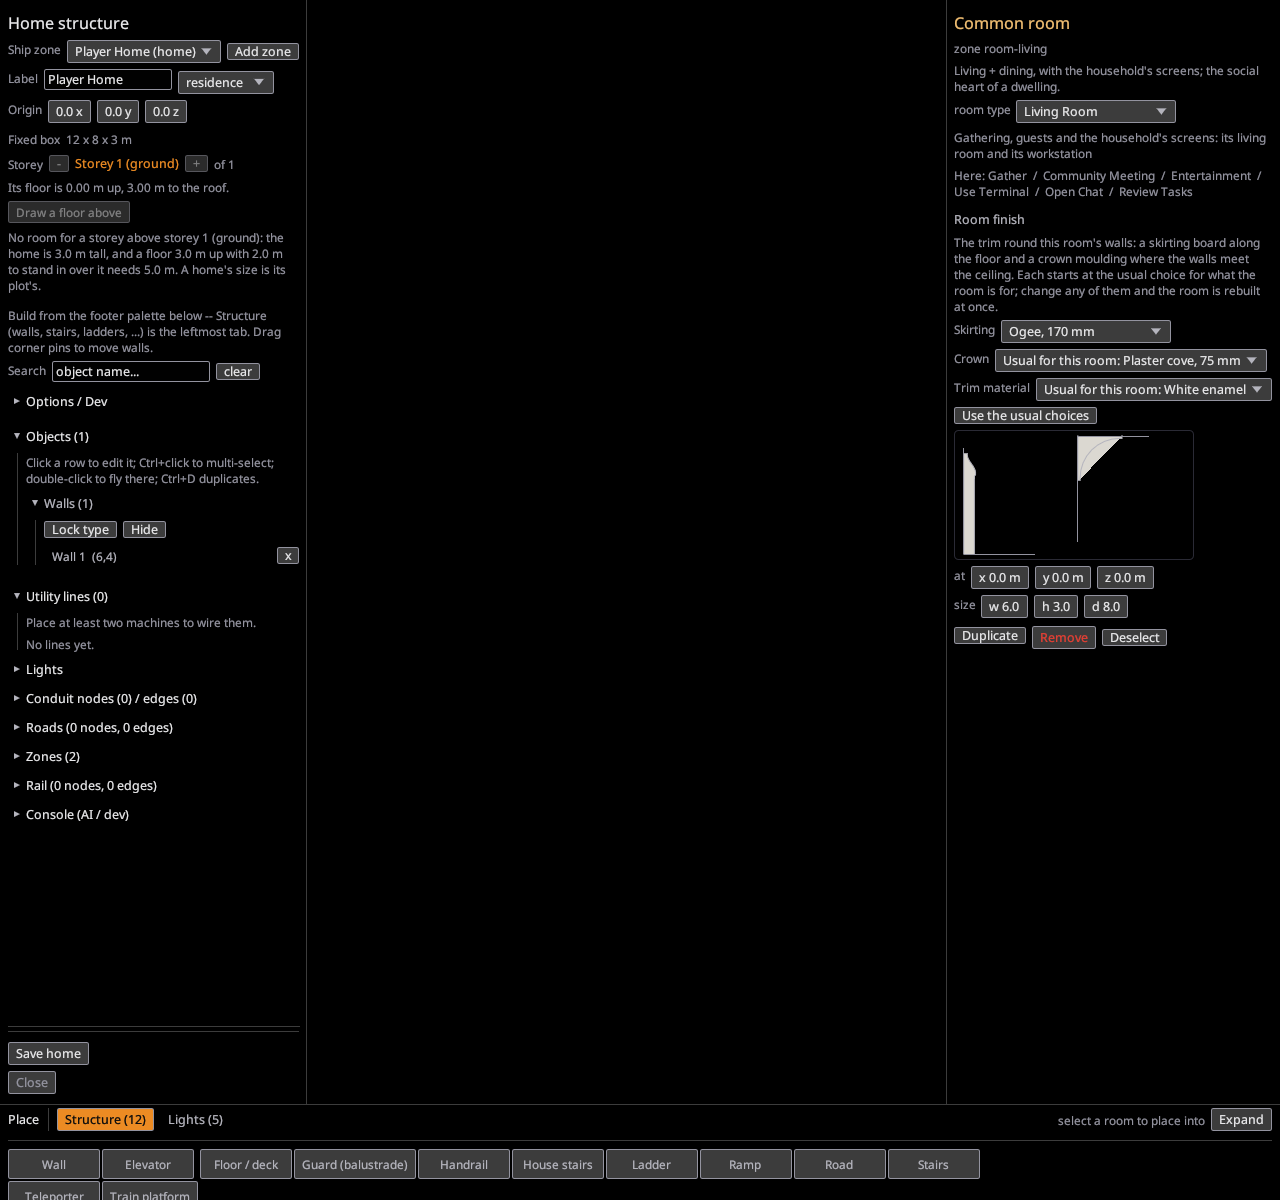 Home structure
Ship zone Player Home (home) Add zone
Label Player Home residence
Origin 0.0 x 0.0 y 0.0 z
Fixed box 12 x 8 x 3 m
Storey - Storey 1 (ground) + of 1
Its floor is 0.00 m up, 3.00 m to the roof.
Draw a floor above
No room for a storey above storey 1 (ground): the
home is 3.0 m tall, and a floor 3.0 m up with 2.0 m
to stand in over it needs 5.0 m. A home's size is its
plot's.
Build from the footer palette below -- Structure
(walls, stairs, ladders, ...) is the leftmost tab. Drag
corner pins to move walls.
Search object name... clear
Options / Dev
Objects (1)
Click a row to edit it; Ctrl+click to multi-select;
double-click to fly there; Ctrl+D duplicates.
Walls (1)
Lock type Hide
Wall 1 (6,4) x
Utility lines (0)
Place at least two machines to wire them.
No lines yet.
Lights
Conduit nodes (0) / edges (0)
Roads (0 nodes, 0 edges)
Zones (2)
Rail (0 nodes, 0 edges)
Console (AI / dev)
Save home
Close
Common room
zone room-living
Living + dining, with the household's screens; the social
heart of a dwelling.
room type Living Room
Gathering, guests and the household's screens: its living
room and its workstation
Here: Gather / Community Meeting / Entertainment /
Use Terminal / Open Chat / Review Tasks
Room finish
The trim round this room's walls: a skirting board along
the floor and a crown moulding where the walls meet
the ceiling. Each starts at the usual choice for what the
room is for; change any of them and the room is rebuilt
at once.
Skirting Ogee, 170 mm
Crown Usual for this room: Plaster cove, 75 mm
Trim material Usual for this room: White enamel
Use the usual choices
at x 0.0 m y 0.0 m z 0.0 m
size w 6.0 h 3.0 d 8.0
Duplicate Remove Deselect
Place Structure (12) Lights (5) select a room to place into Expand
Wall Elevator Floor / deck Guard (balustrade) Handrail House stairs Ladder Ramp Road Stairs
Teleporter Train platform